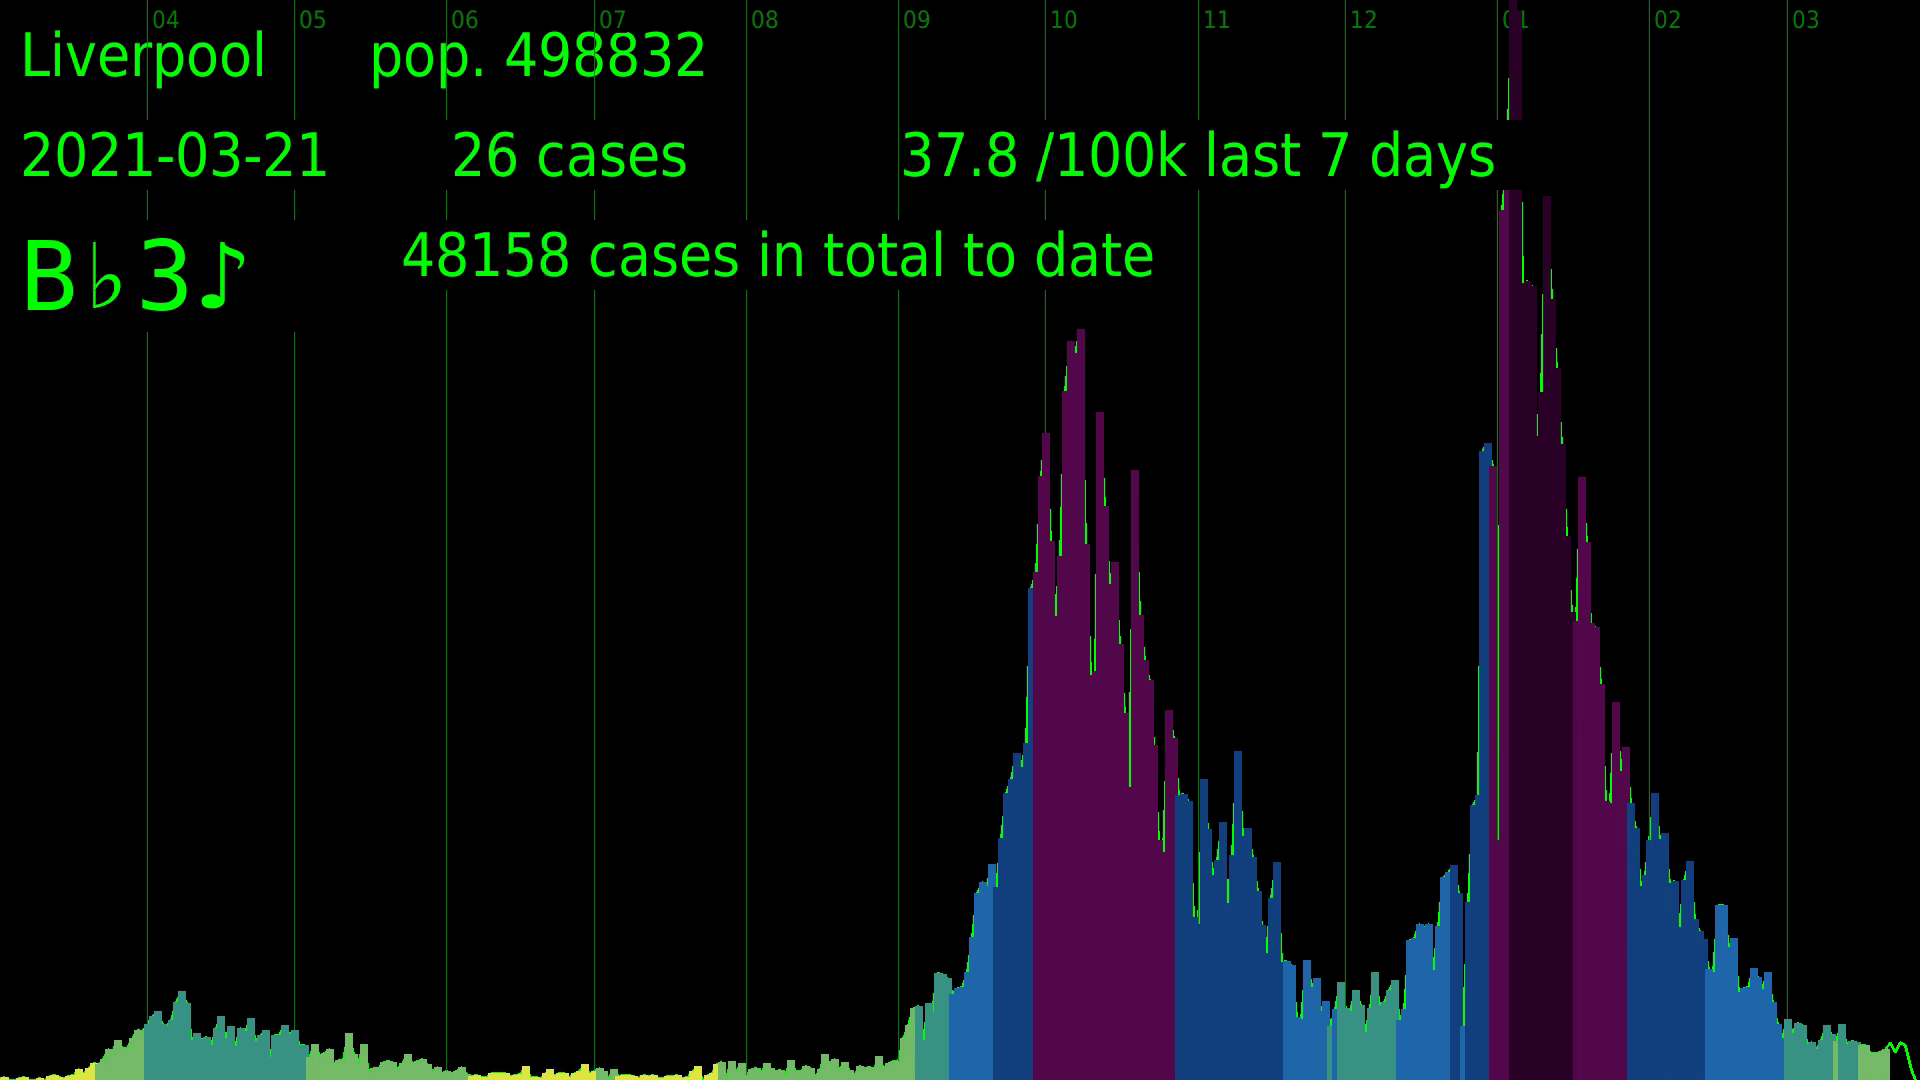 04 05 06 07 08 09 10 11 12 01 02 03
Liverpool pop. 498832
2021-03-21 26 cases 37.8 /100k last 7 days
B♭3♪ 48158 cases in total to date